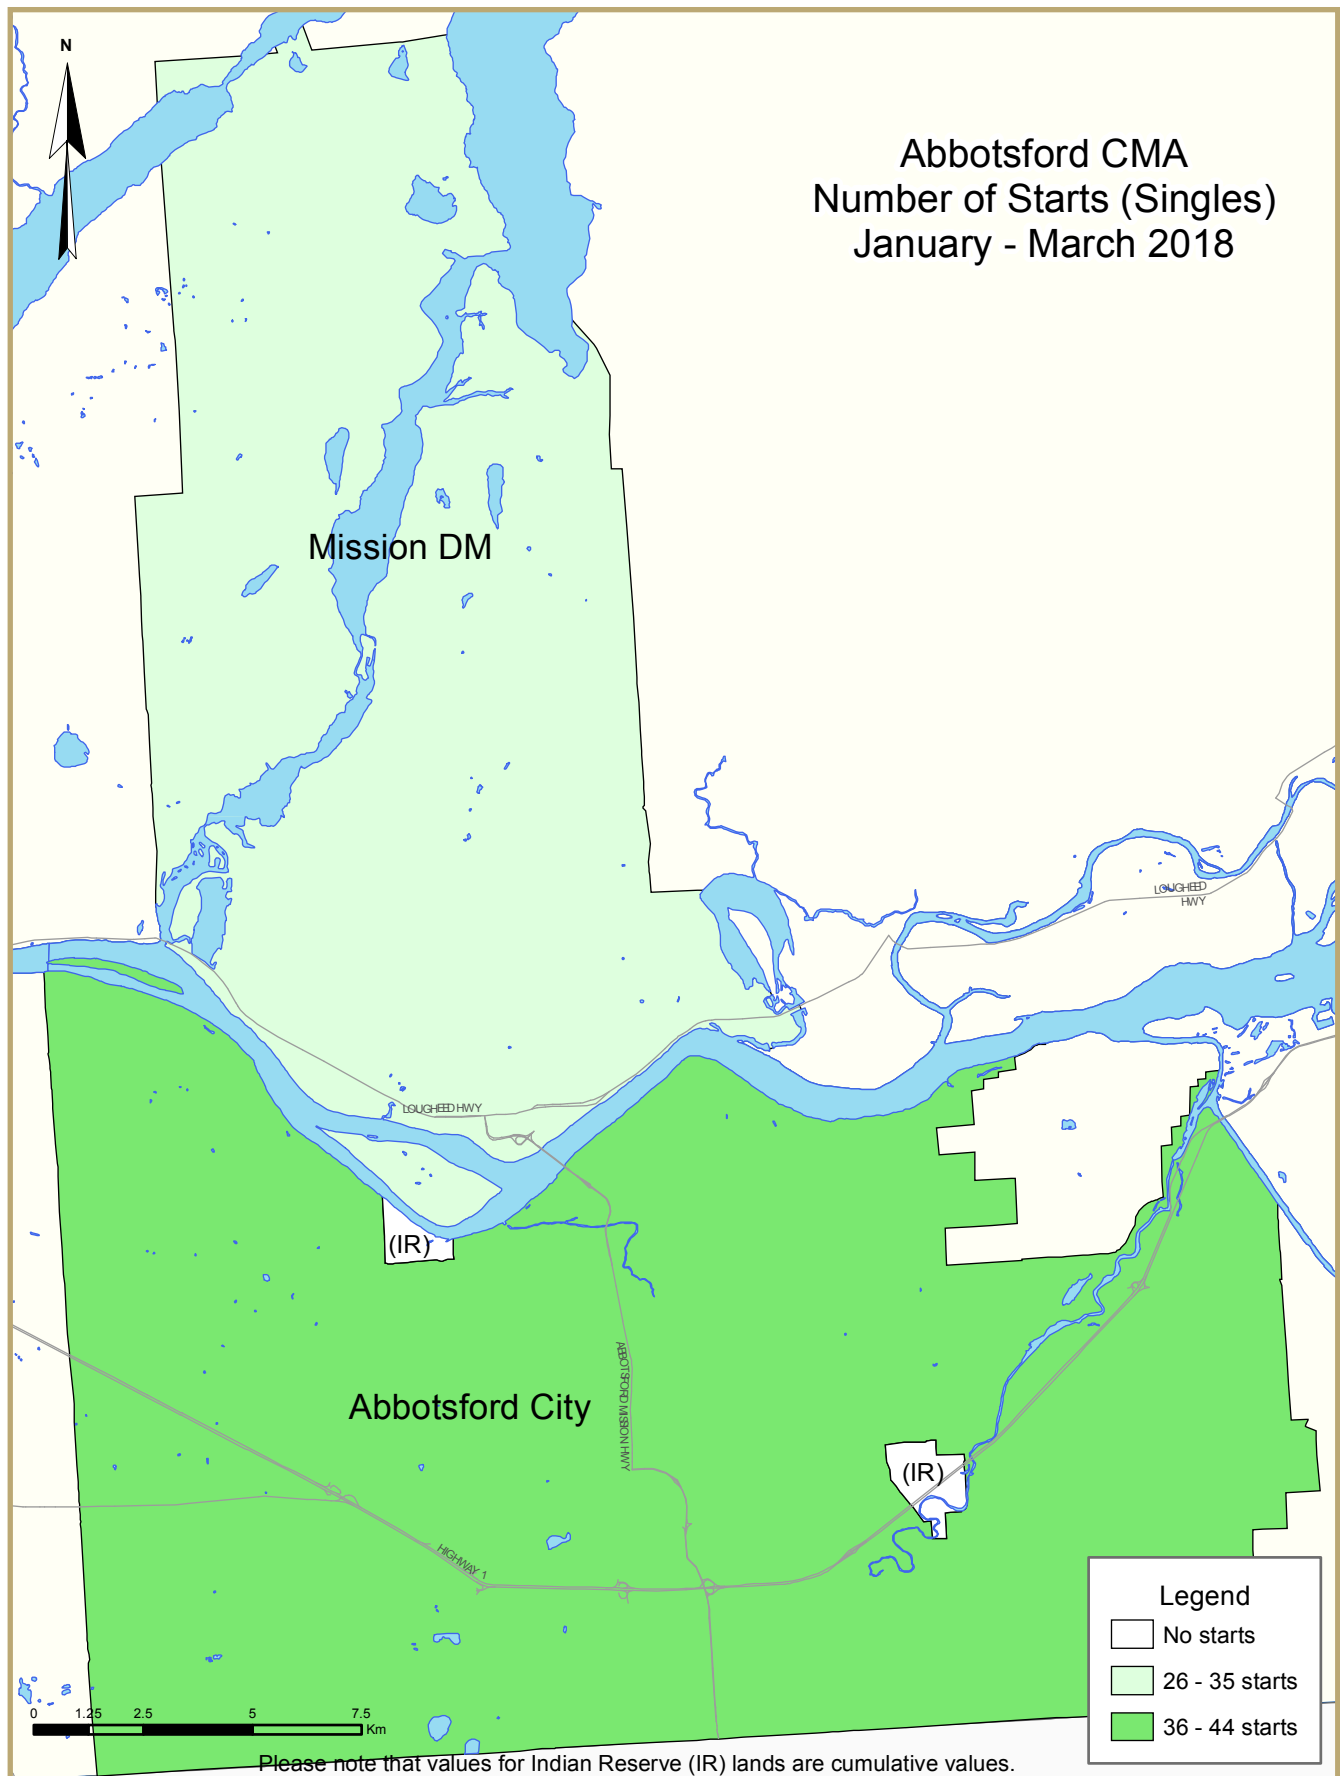 N
Abbotsford CMA
Number of Starts (Singles)
January - March 2018
Mission DM
LOUGHEED
HWY
LOUGHEED HWY
(IR)
ABBOTSFORD MISSION HWY
Abbotsford City
(IR)
HIGHWAY 1
Legend
No starts
26 - 35 starts
36 - 44 starts
0 1.25 2.5 5 7.5
Km
Please note that values for Indian Reserve (IR) lands are cumulative values.